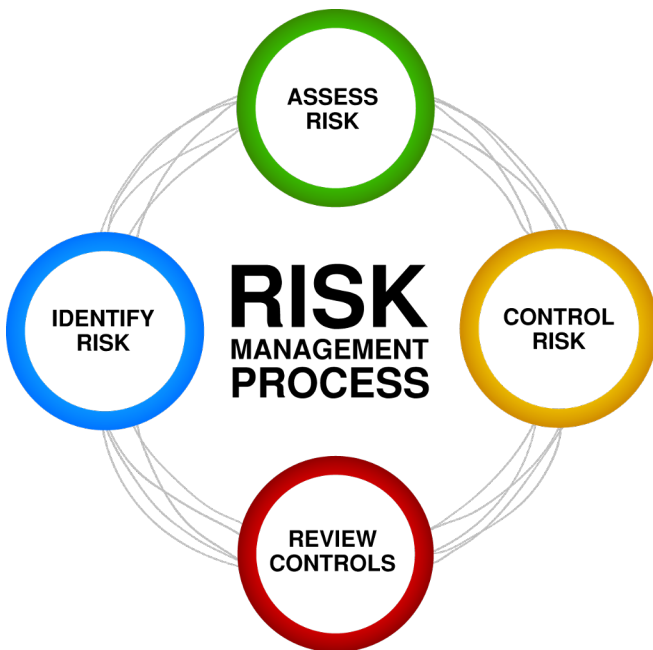 ASSESS
RISK
IDENTIFY
RISK
RISK
MANAGEMENT
PROCESS
CONTROL
RISK
REVIEW
CONTROLS